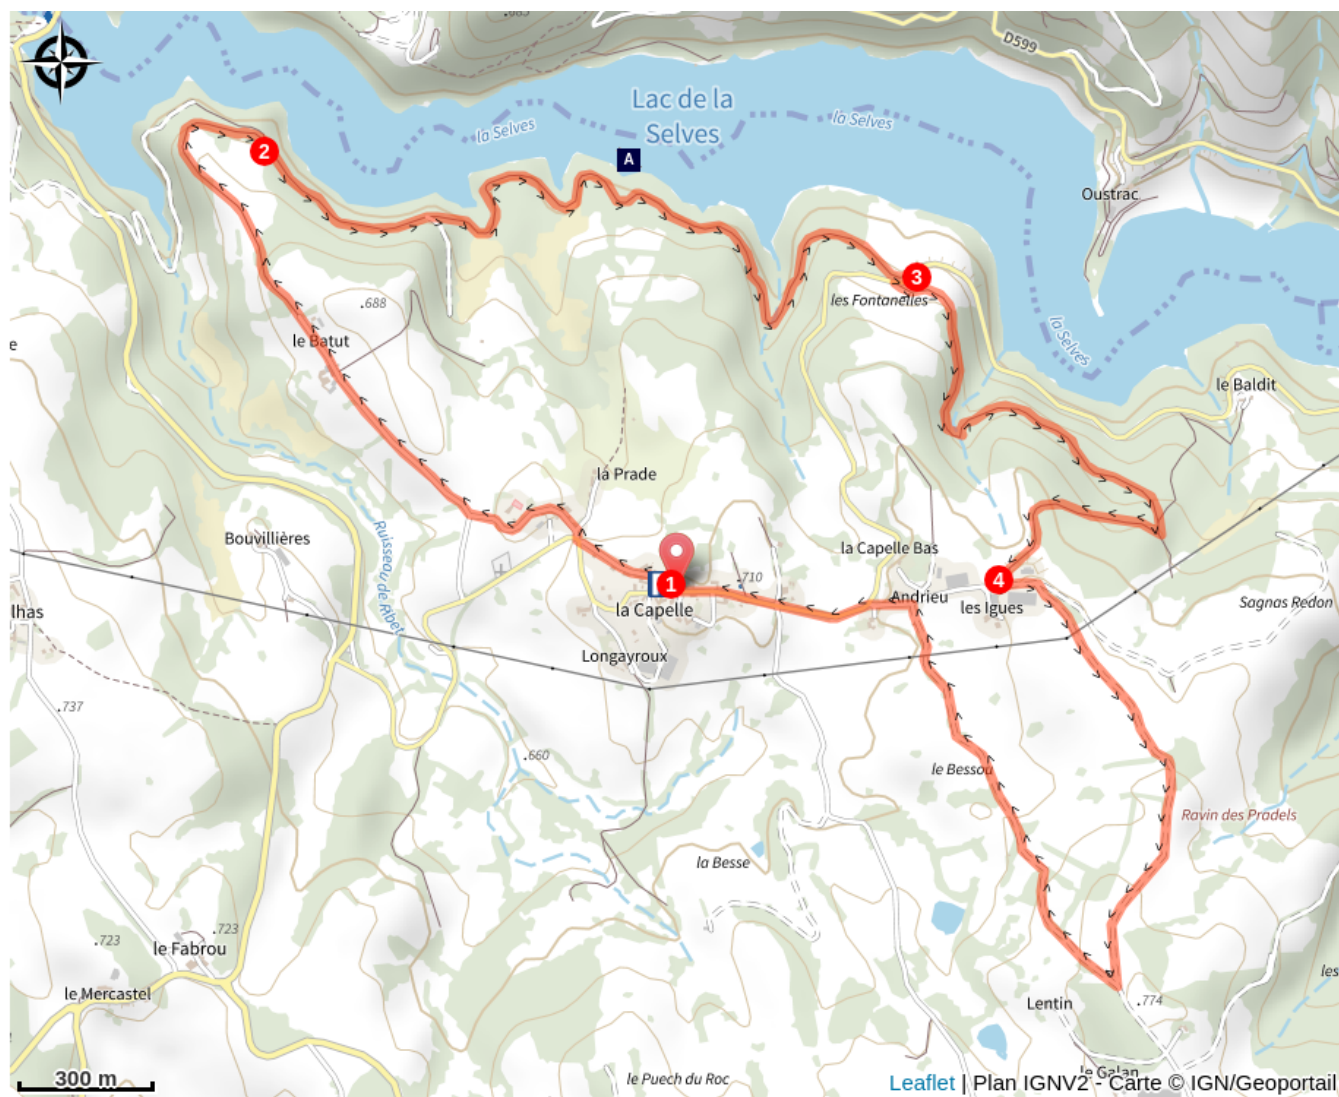 .683
D599
Lac de la
Selves
la Selves
la Selves
A
2
Oustrac
3
.688
les Fontanelles
la Selves
le Batut
e
le Baldit
la Prade
Ruisseau de Ribet
Bouvillières
la Capelle Bas
.710
1
4
Andrieu
les Igues
la Capelle
lhas
Sagnas Redon
Longayroux
.737
.660
le Bessou
Ravin des Pradels
la Besse
.723
.723
le Fabrou
le Mercastel
les
Lentin
.774
le Galan
300 m
le Puech du Roc
Leaflet | Plan IGNV2 - Carte © IGN/Geoportail